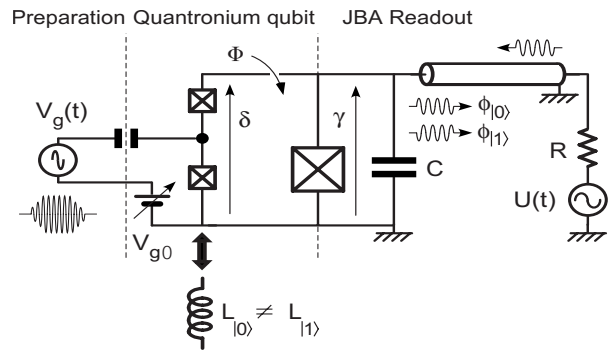 Preparation Quantronium qubit JBA Readout
Φ
V_g(t)
δ
γ
ϕ_|0⟩
ϕ_|1⟩
C
R
U(t)
V_g0
L_|0⟩ ≠ L_|1⟩